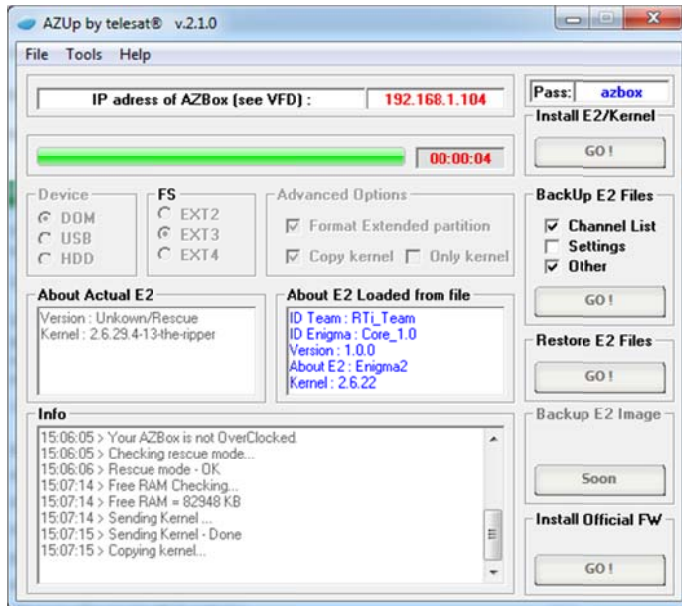 AZUp by telesat® v.2.1.0
File Tools Help
IP adress of AZBox (see VFD) : 192.168.1.104
Pass: azbox
00:00:04
Install E2/Kernel
GO !
Device
DOM
USB
HDD
FS
EXT2
EXT3
EXT4
Advanced Options
Format Extended partition
Copy kernel Only kernel
BackUp E2 Files
Channel List
Settings
Other
GO !
About Actual E2
Version : Unkown/Rescue
Kernel : 2.6.29.4-13-the-ripper
About E2 Loaded from file
ID Team : RTi_Team
ID Enigma : Core_1.0
Version : 1.0.0
About E2 : Enigma2
Kernel : 2.6.22
Restore E2 Files
GO !
Info
15:06:05 > Your AZBox is not OverClocked.
15:06:05 > Checking rescue mode...
15:06:06 > Rescue mode - OK
15:07:14 > Free RAM Checking...
15:07:14 > Free RAM = 82948 KB
15:07:14 > Sending Kernel ...
15:07:15 > Sending Kernel - Done
15:07:15 > Copying kernel...
Backup E2 Image
Soon
Install Official FW
GO !